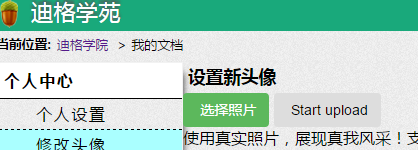 迪格学苑
当前位置: 迪格学院 > 我的文档
个人中心
个人设置
修改头像
设置新头像
选择照片 Start upload
使用真实照片，展现真我风采！支